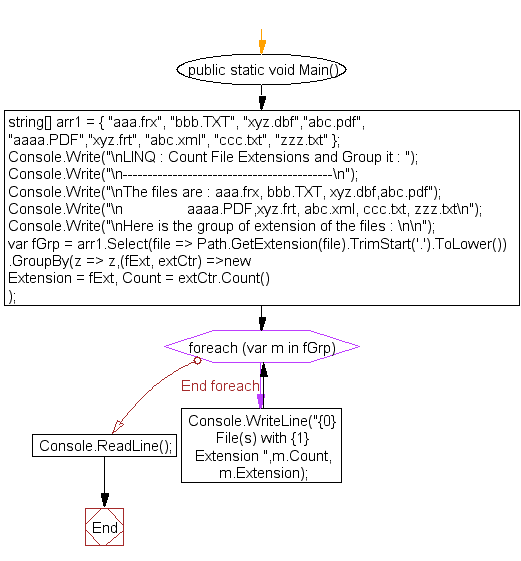 public static void Main()
string[] arr1 = { "aaa.frx", "bbb.TXT", "xyz.dbf","abc.pdf",
"aaaa.PDF","xyz.frt", "abc.xml", "ccc.txt", "zzz.txt" };
Console.Write("\nLINQ : Count File Extensions and Group it : ");
Console.Write("\n------------------------------------------\n");
Console.Write("\nThe files are : aaa.frx, bbb.TXT, xyz.dbf,abc.pdf");
Console.Write("\n                aaaa.PDF,xyz.frt, abc.xml, ccc.txt, zzz.txt\n");
Console.Write("\nHere is the group of extension of the files : \n\n");
var fGrp = arr1.Select(file => Path.GetExtension(file).TrimStart('.').ToLower())
.GroupBy(z => z,(fExt, extCtr) =>new
Extension = fExt, Count = extCtr.Count()
);
foreach (var m in fGrp)
End foreach
Console.WriteLine("{0}
File(s) with {1}
Extension ",m.Count,
m.Extension);
Console.ReadLine();
End